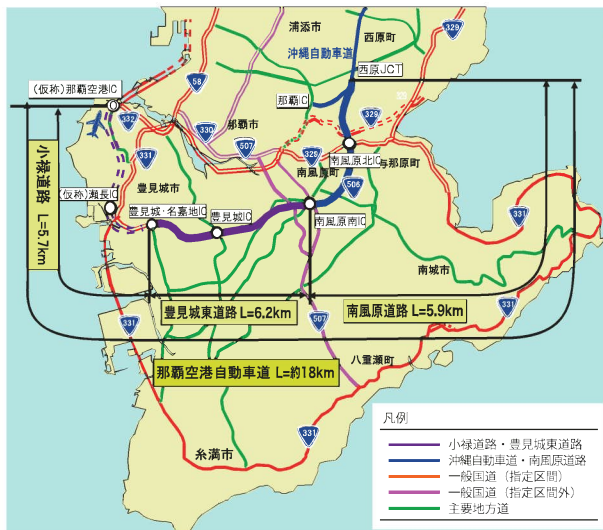 浦添市
西原町
329
沖縄自動車道
西原JCT
58
(仮称)那覇空港IC
那覇IC
332
330
那覇市
329
507
329
南風原北IC
与那原町
南風原町
331
506
豊見城市
(仮称)瀬長IC
豊見城・名嘉地IC
豊見城IC
南風原南IC
331
小禄道路 L=5.7km
南城市
331
豊見城東道路 L=6.2km
南風原道路 L=5.9km
331
507
八重瀬町
那覇空港自動車道 L=約18km
331
糸満市
凡例
小禄道路・豊見城東道路
沖縄自動車道・南風原道路
一般国道(指定区間)
一般国道(指定区間外)
主要地方道